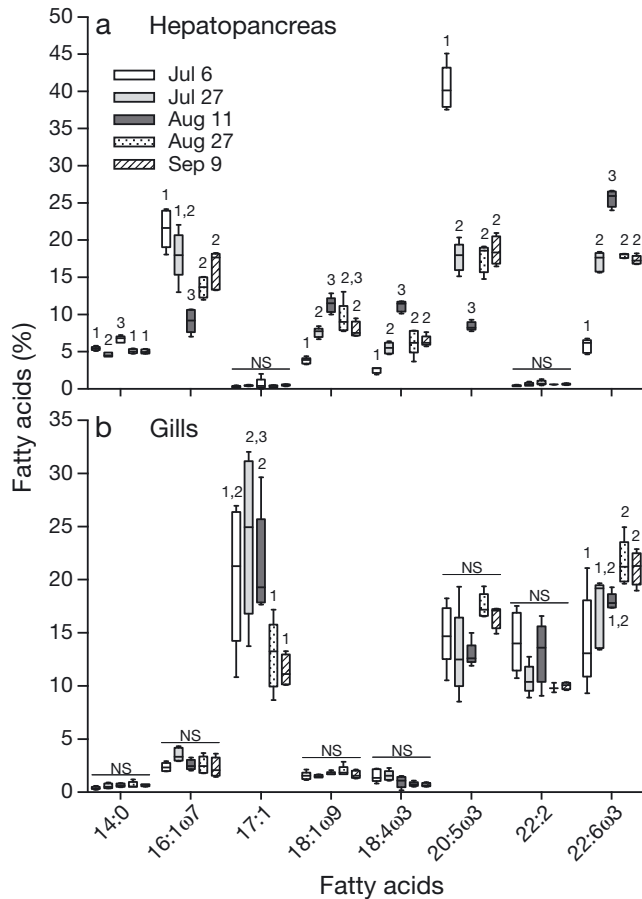 Fatty acids (%)
a Hepatopancreas
Jul 6
Jul 27
Aug 11
Aug 27
Sep 9
50
45
40
35
30
25
20
15
10
5
0
1 2 3 1 1
1 1,2 3 2 2
NS
1 2 3 2,3 2
1 2 3 2 2
1 2 3 2 2
NS
1 2 3 2 2
b Gills
35
30
25
20
15
10
5
0
NS
NS
1,2 2,3 2 1 1
NS
NS
NS
NS
1 1,2 1,2 2 2
14:0 16:1ω7 17:1 18:1ω9 18:4ω3 20:5ω3 22:2 22:6ω3
Fatty acids